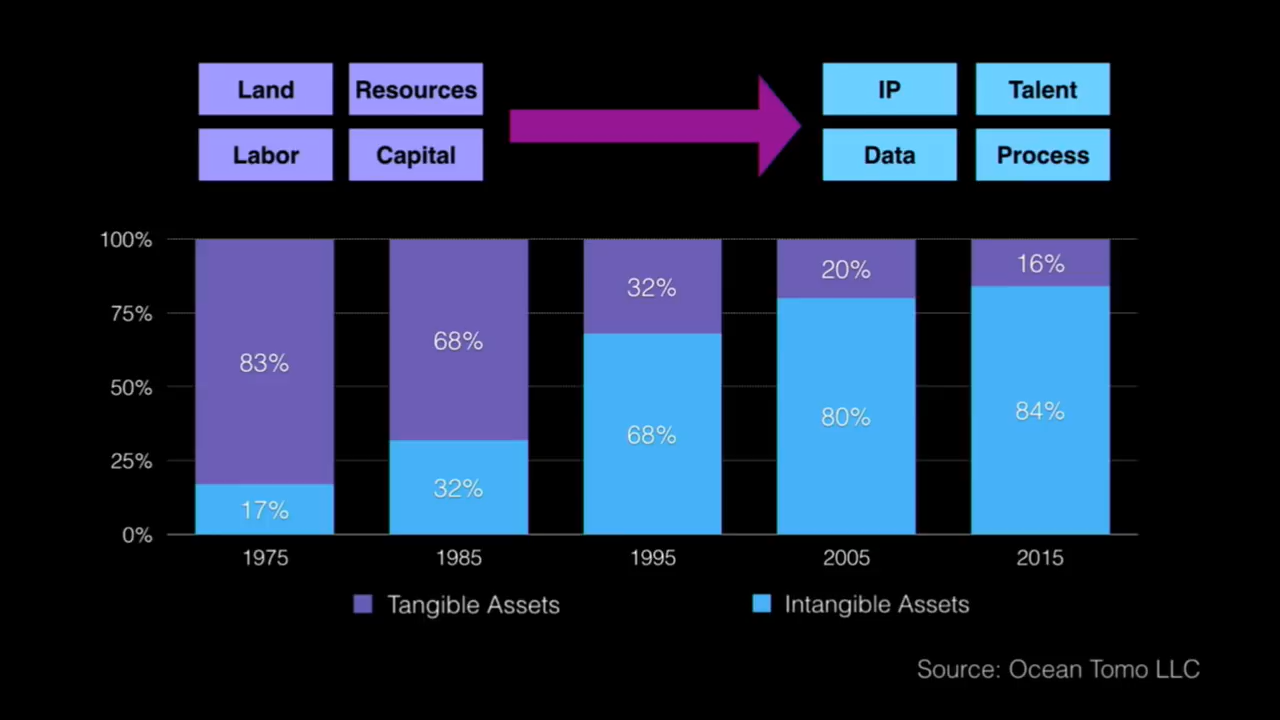 Land Resources
Labor Capital
IP Talent
Data Process
100%
75%
50%
25%
0%
83% 68% 32% 20% 16%
17% 32% 68% 80% 84%
1975 1985 1995 2005 2015
Tangible Assets Intangible Assets
Source: Ocean Tomo LLC